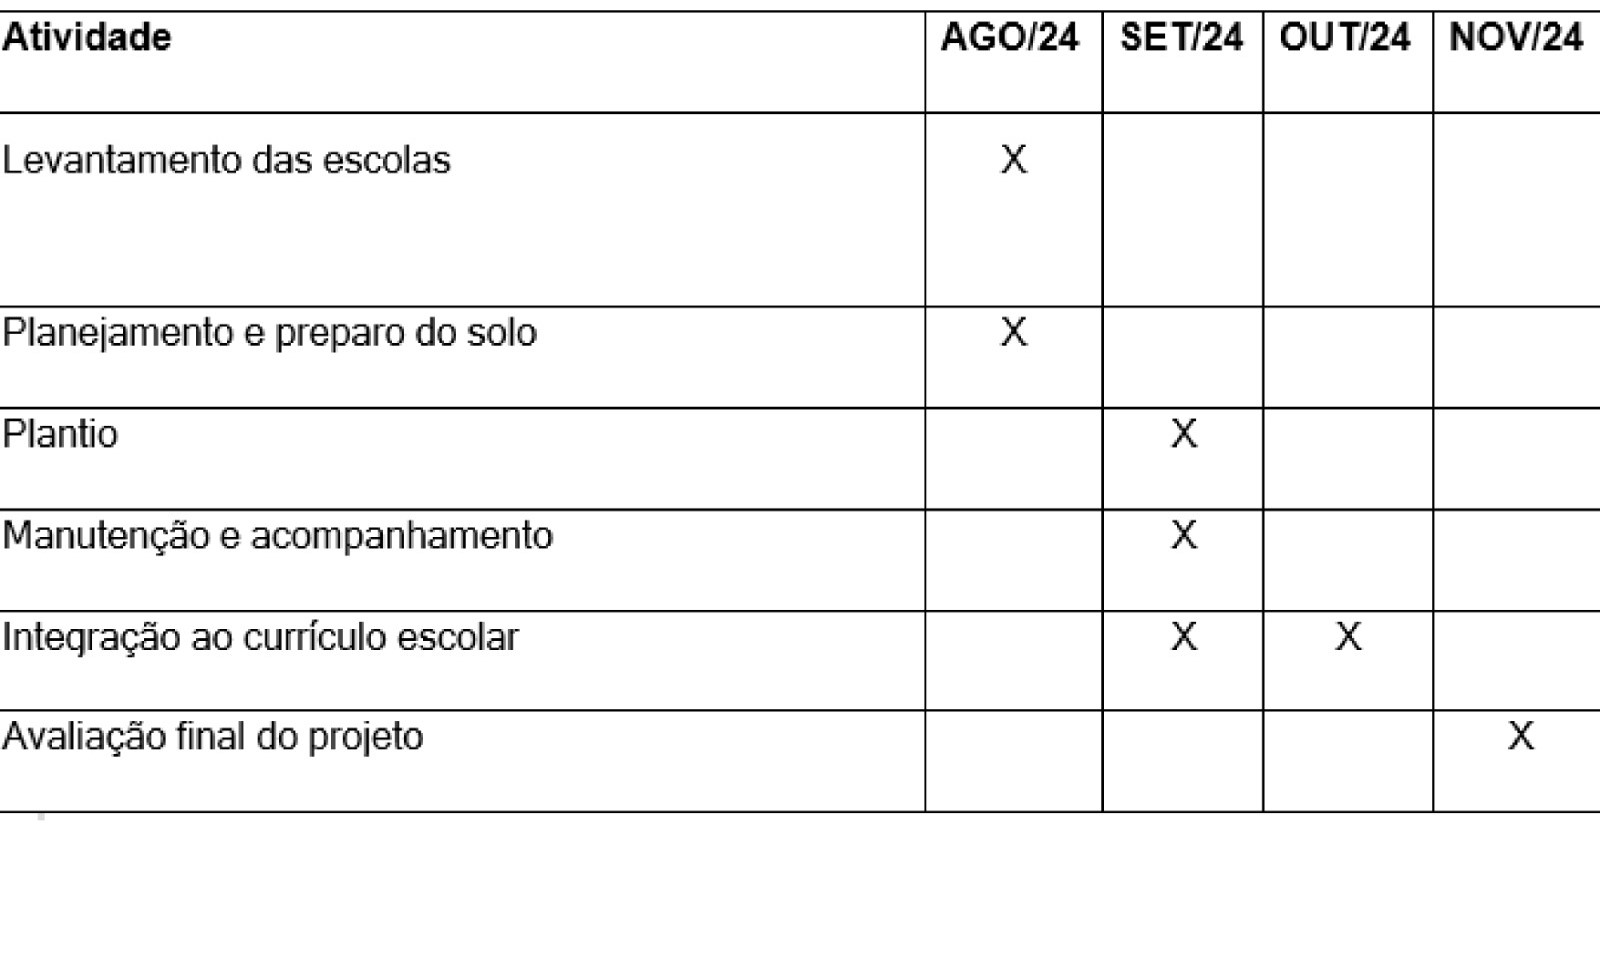 Atividade AGO/24 SET/24 OUT/24 NOV/24
Levantamento das escolas X
Planejamento e preparo do solo X
Plantio X
Manutenção e acompanhamento X
Integração ao currículo escolar X X
Avaliação final do projeto X